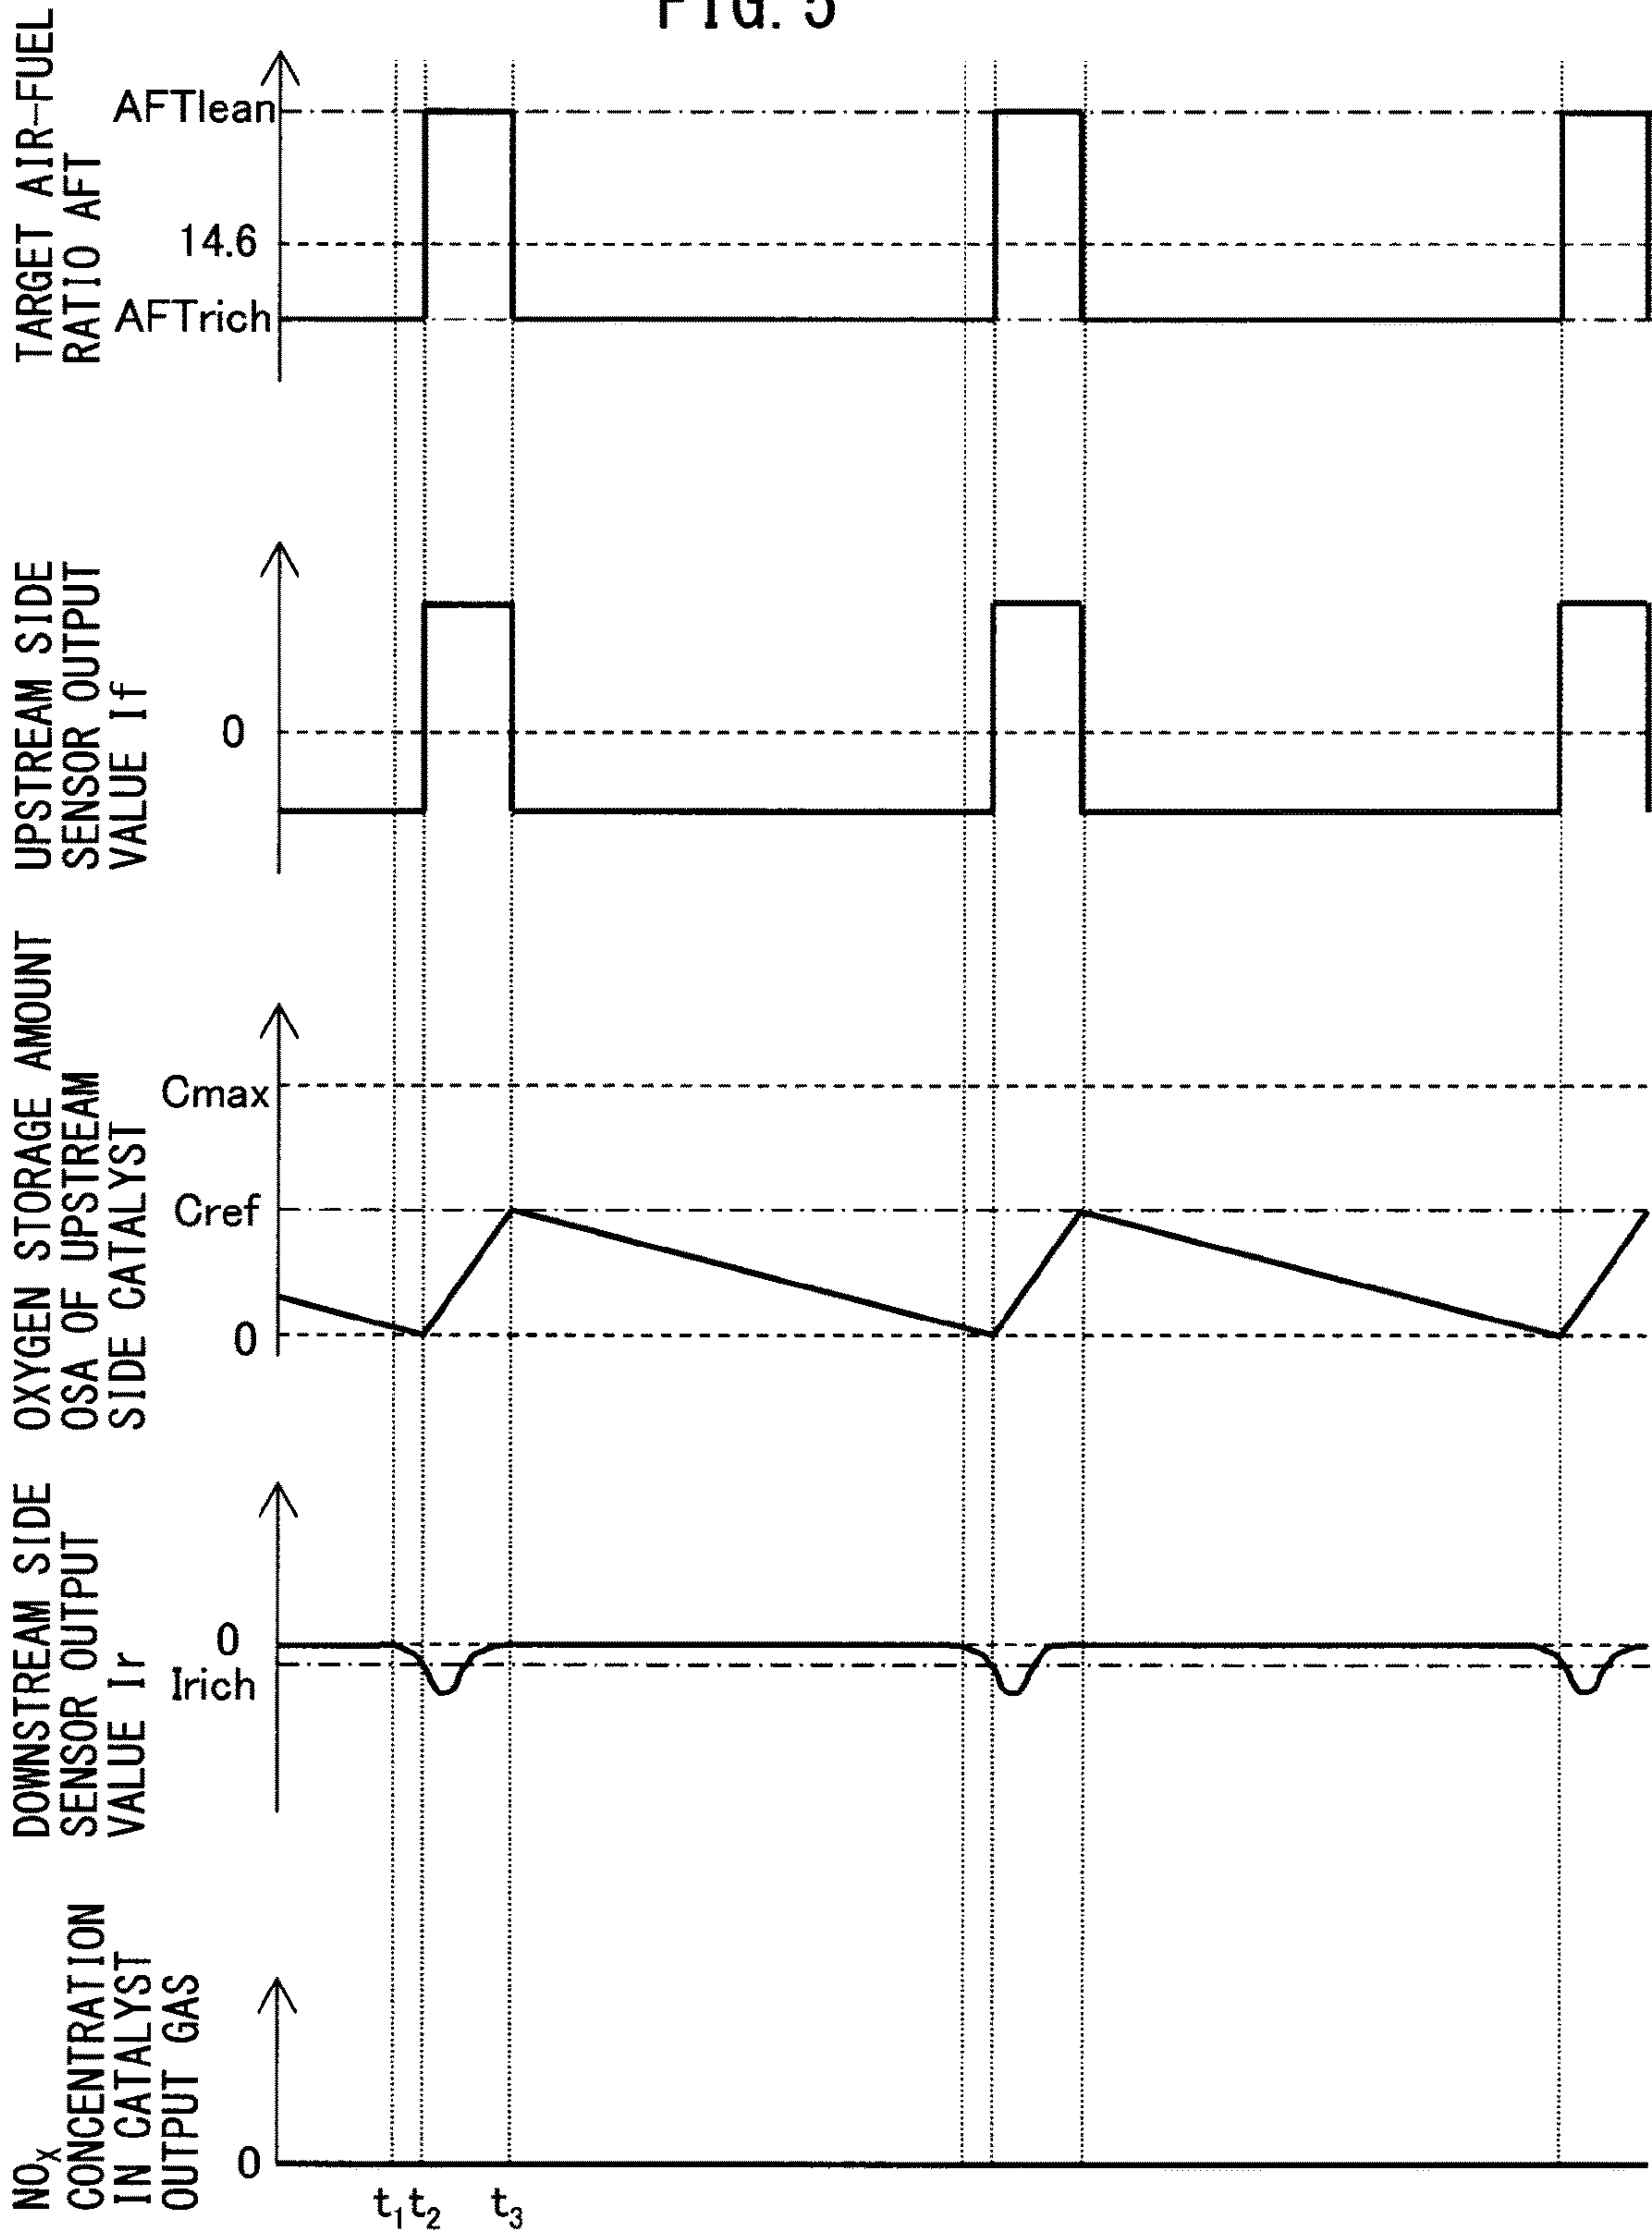 FIG. 5
TARGET AIR-FUEL
RATIO AFT
AFTlean
14.6
AFTrich
UPSTREAM SIDE
SENSOR OUTPUT
VALUE If
0
OXYGEN STORAGE AMOUNT
OSA OF UPSTREAM
SIDE CATALYST
Cmax
Cref
0
DOWNSTREAM SIDE
SENSOR OUTPUT
VALUE Ir
0
Irich
NOx
CONCENTRATION
IN CATALYST
OUTPUT GAS
0
t1 t2 t3